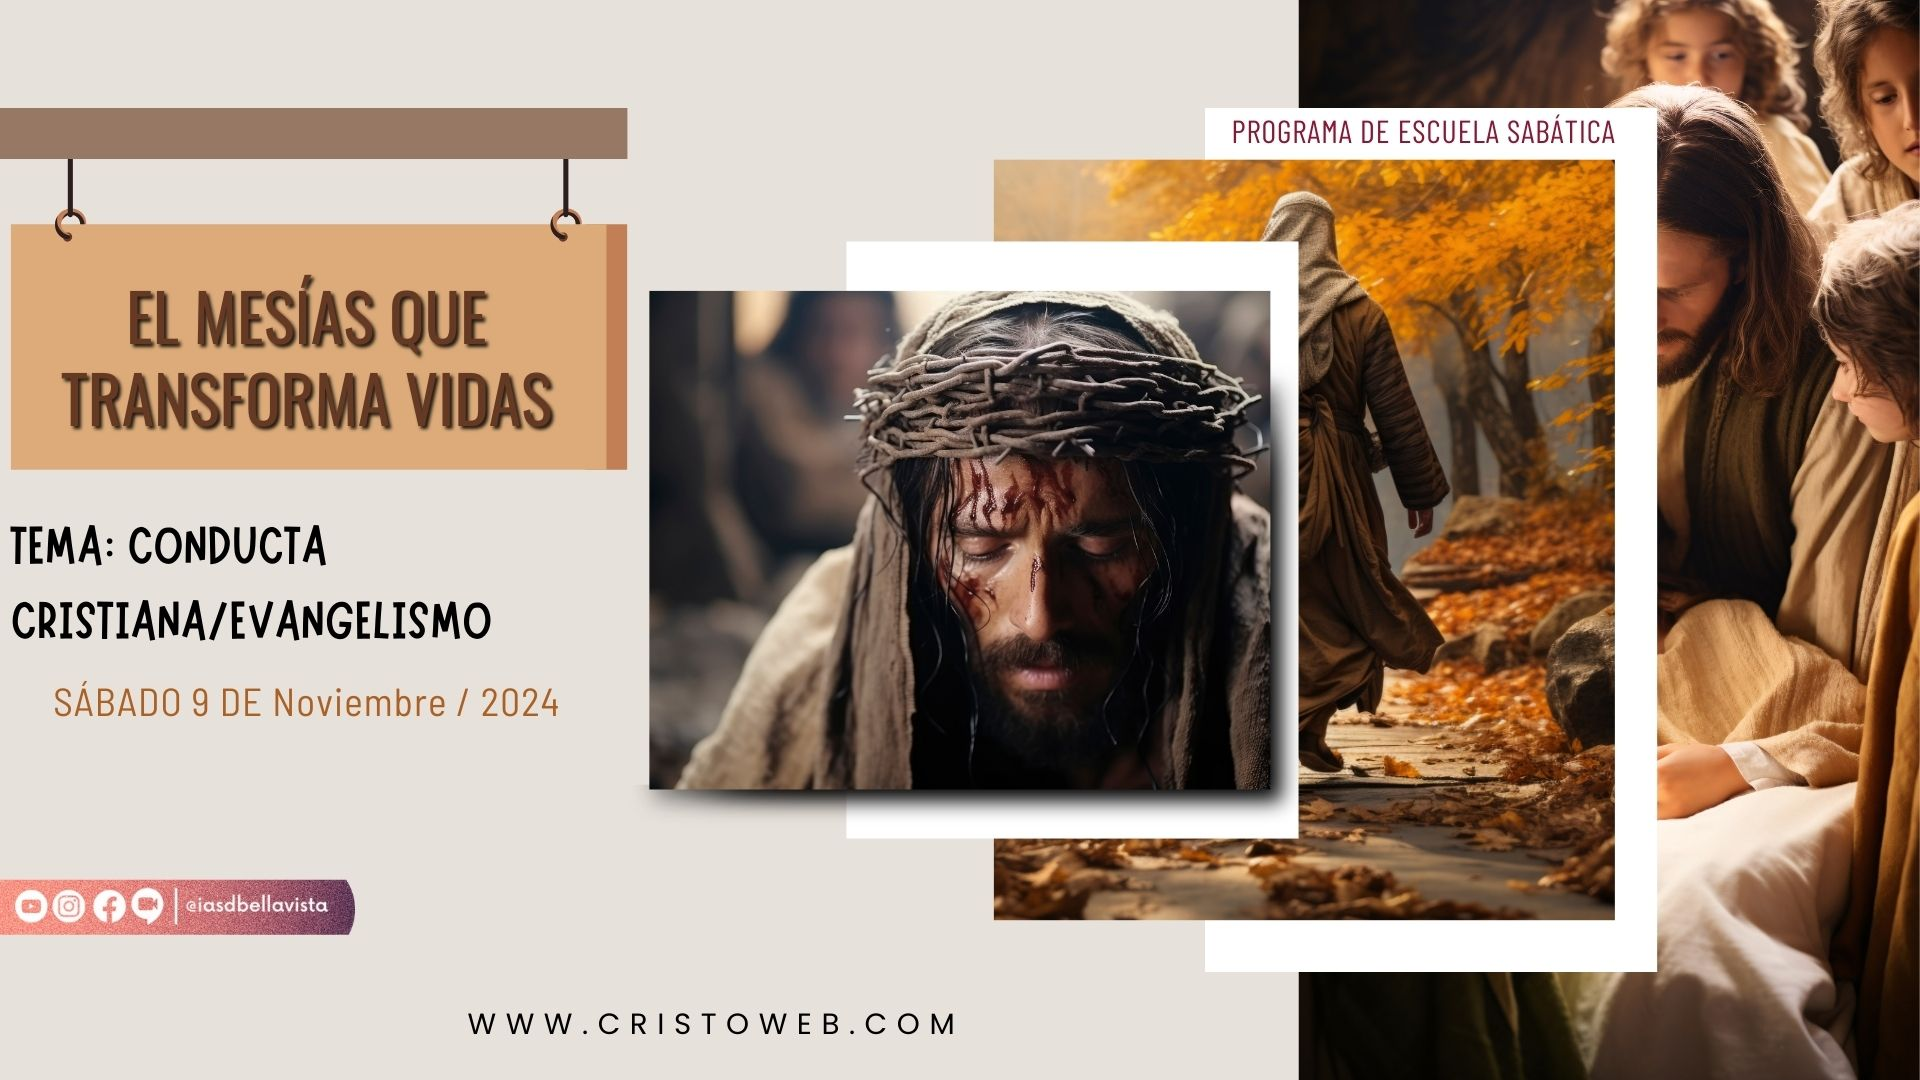 PROGRAMA DE ESCUELA SABÁTICA
EL MESÍAS QUE
TRANSFORMA VIDAS
TEMA: CONDUCTA
CRISTIANA/EVANGELISMO
SÁBADO 9 DE Noviembre / 2024
@iasdbellavista
WWW.CRISTOWEB.COM